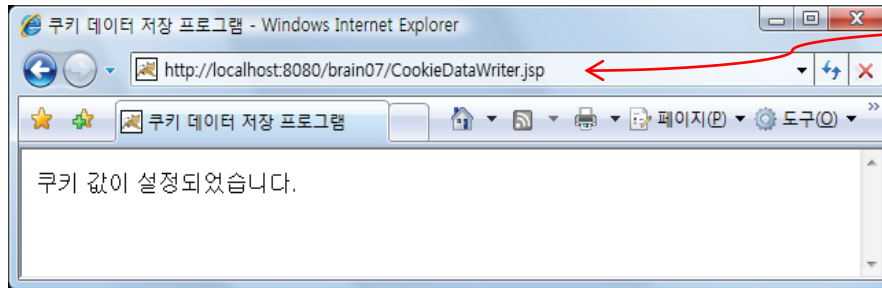 쿠키 데이터 저장 프로그램 - Windows Internet Explorer
http://localhost:8080/brain07/CookieDataWriter.jsp
쿠키 데이터 저장 프로그램 페이지(P) 도구(O)
쿠키 값이 설정되었습니다.